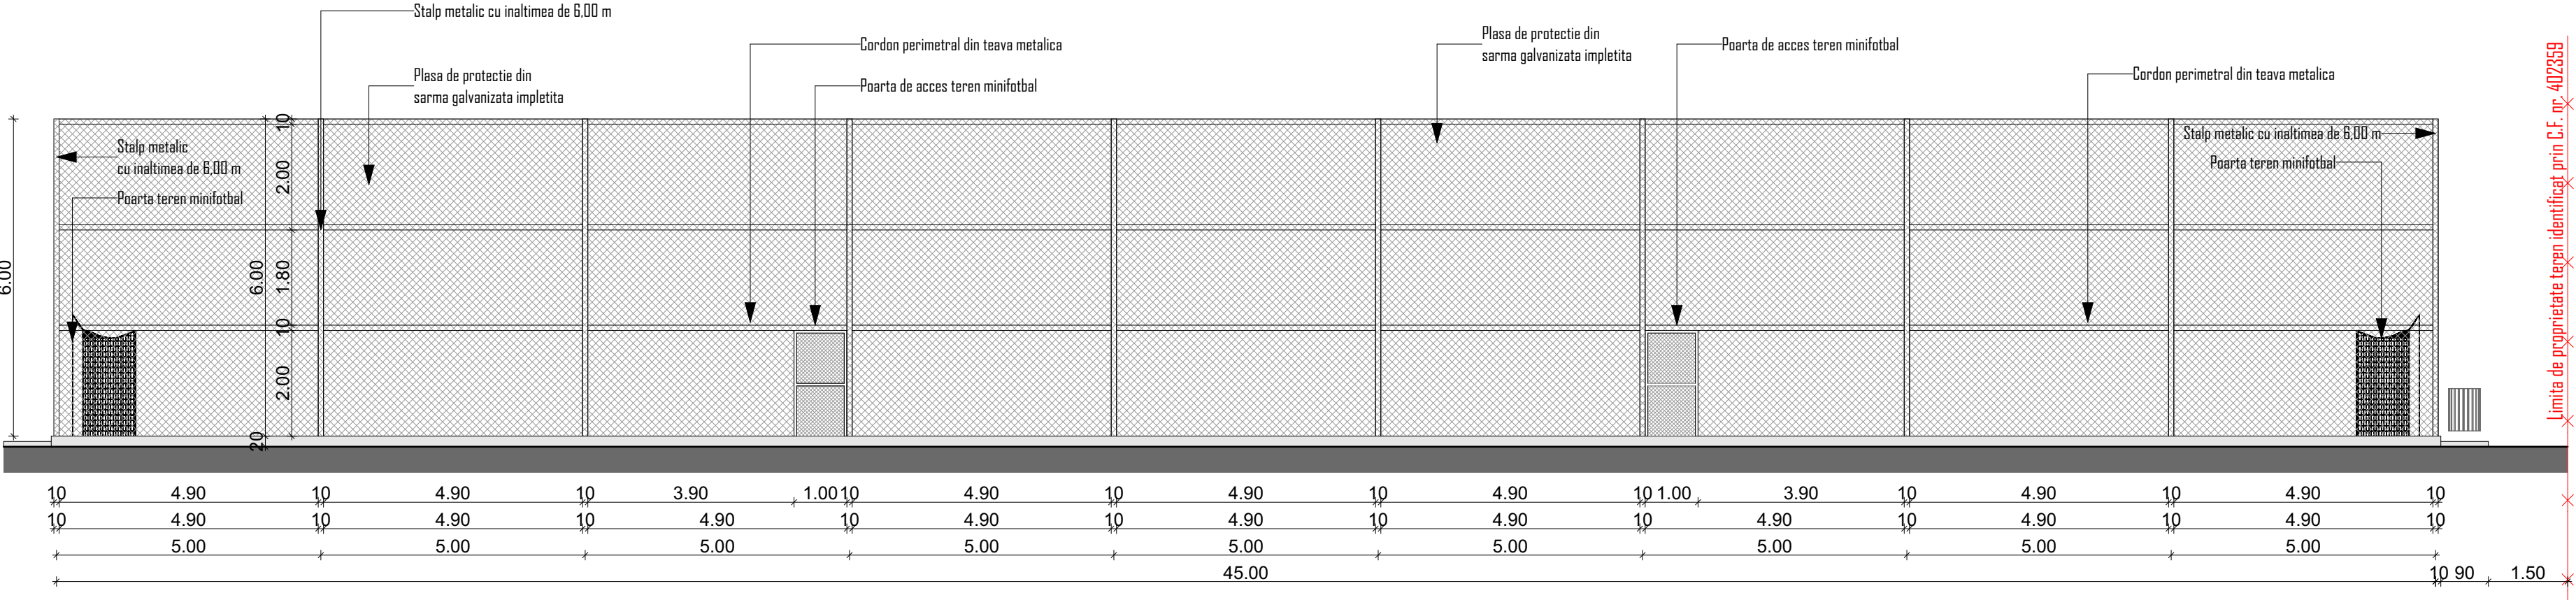 Stalp metalic cu inaltimea de 6,00 m
Cordon perimetral din teava metalica
Plasa de protectie din
sarma galvanizata impletita
Poarta de acces teren minifotbal
Plasa de protectie din
sarma galvanizata impletita
Poarta de acces teren minifotbal
Cordon perimetral din teava metalica
Stalp metalic
cu inaltimea de 6,00 m
Poarta teren minifotbal
Stalp metalic cu inaltimea de 6,00 m
Poarta teren minifotbal
Limita de proprietate teren identificat prin C.F. nr. 402359
6.00
6.00
20
10
2.00
1.80
10
2.00
10 4.90 10 4.90 10 3.90 1.00 10 4.90 10 4.90 10 4.90 10 1.00 3.90 10 4.90 10 4.90 10
10 4.90 10 4.90 10 4.90 10 4.90 10 4.90 10 4.90 10 4.90 10 4.90 10 4.90 10
5.00 5.00 5.00 5.00 5.00 5.00 5.00 5.00 5.00
45.00 10 90 1.50